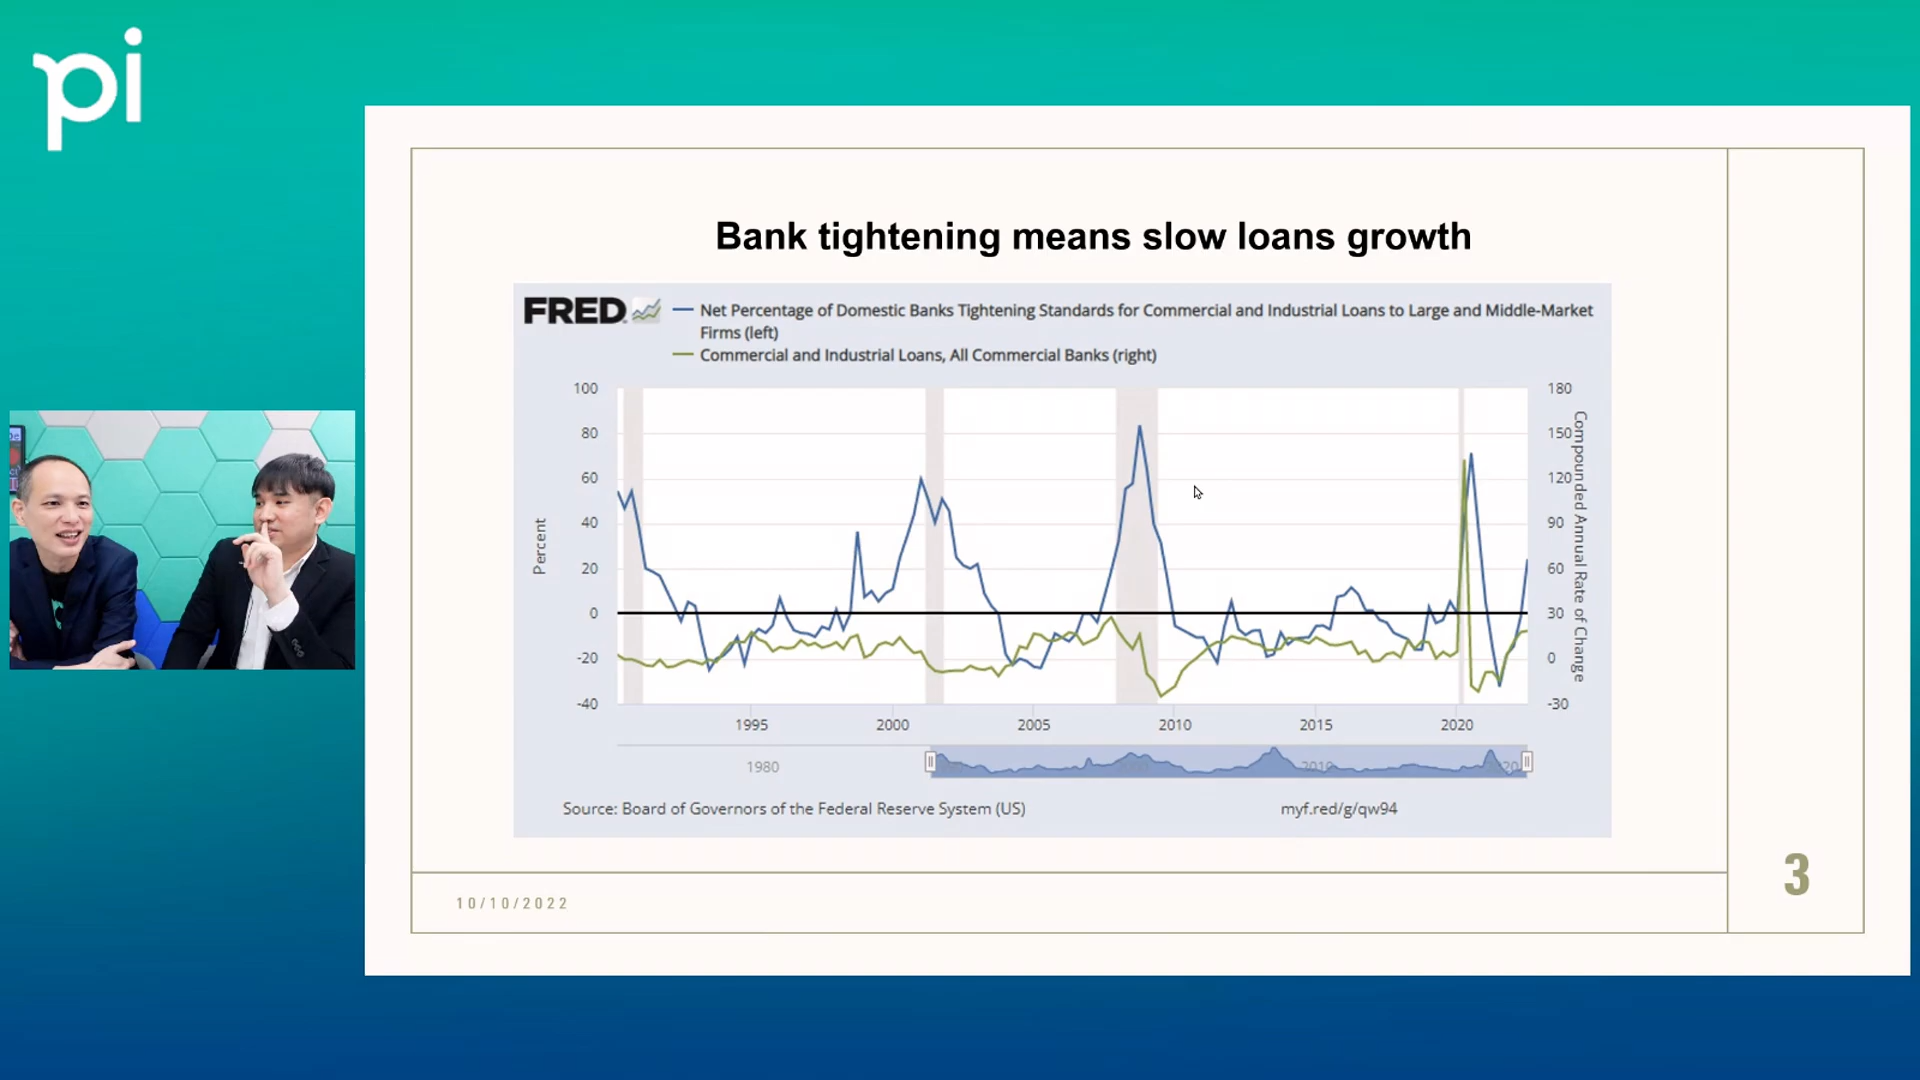 pi
Bank tightening means slow loans growth
FRED
Net Percentage of Domestic Banks Tightening Standards for Commercial and Industrial Loans to Large and Middle-Market
Firms (left)
Commercial and Industrial Loans, All Commercial Banks (right)
100
80
60
40
20
0
-20
-40
Percent
180
150
120
90
60
30
0
-30
Compounded Annual Rate of Change
1995
2000
2005
2010
2015
2020
1980
2010
Source: Board of Governors of the Federal Reserve System (US)
myf.red/g/qw94
10/10/2022
3